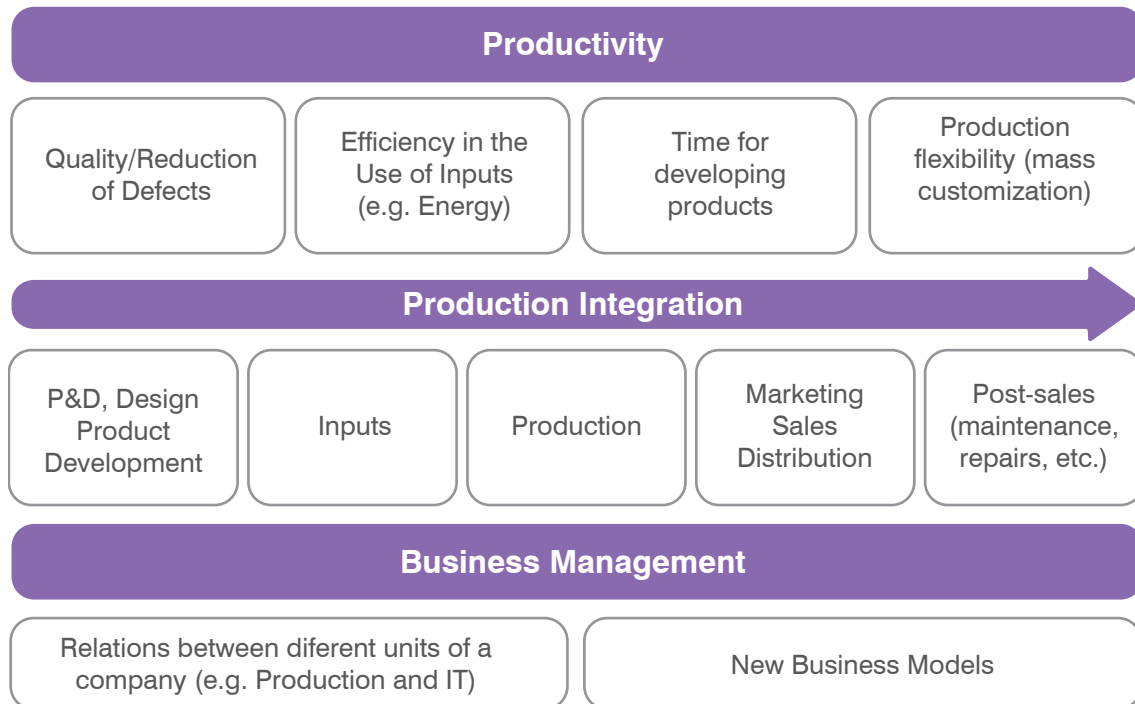 Productivity
Quality/Reduction
of Defects
Efficiency in the
Use of Inputs
(e.g. Energy)
Time for
developing
products
Production
flexibility (mass
customization)
Production Integration
P&D, Design
Product
Development
Inputs
Production
Marketing
Sales
Distribution
Post-sales
(maintenance,
repairs, etc.)
Business Management
Relations between diferent units of a
company (e.g. Production and IT)
New Business Models